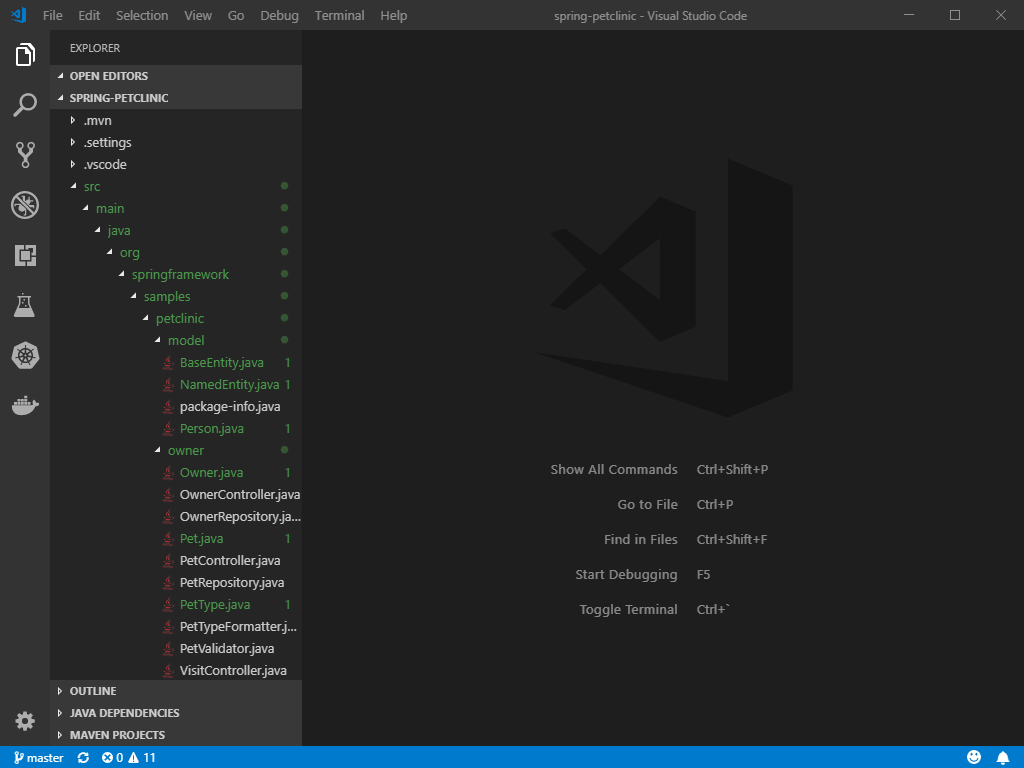 File Edit Selection View Go Debug Terminal Help spring-petclinic - Visual Studio Code
EXPLORER
OPEN EDITORS
SPRING-PETCLINIC
.mvn
.settings
.vscode
src
main
java
org
springframework
samples
petclinic
model
BaseEntity.java 1
NamedEntity.java 1
package-info.java
Person.java 1
owner
Owner.java 1
OwnerController.java
OwnerRepository.ja...
Pet.java 1
PetController.java
PetRepository.java
PetType.java 1
PetTypeFormatter.j...
PetValidator.java
VisitController.java
OUTLINE
JAVA DEPENDENCIES
MAVEN PROJECTS
Show All Commands Ctrl+Shift+P
Go to File Ctrl+P
Find in Files Ctrl+Shift+F
Start Debugging F5
Toggle Terminal Ctrl+`
master 0 11